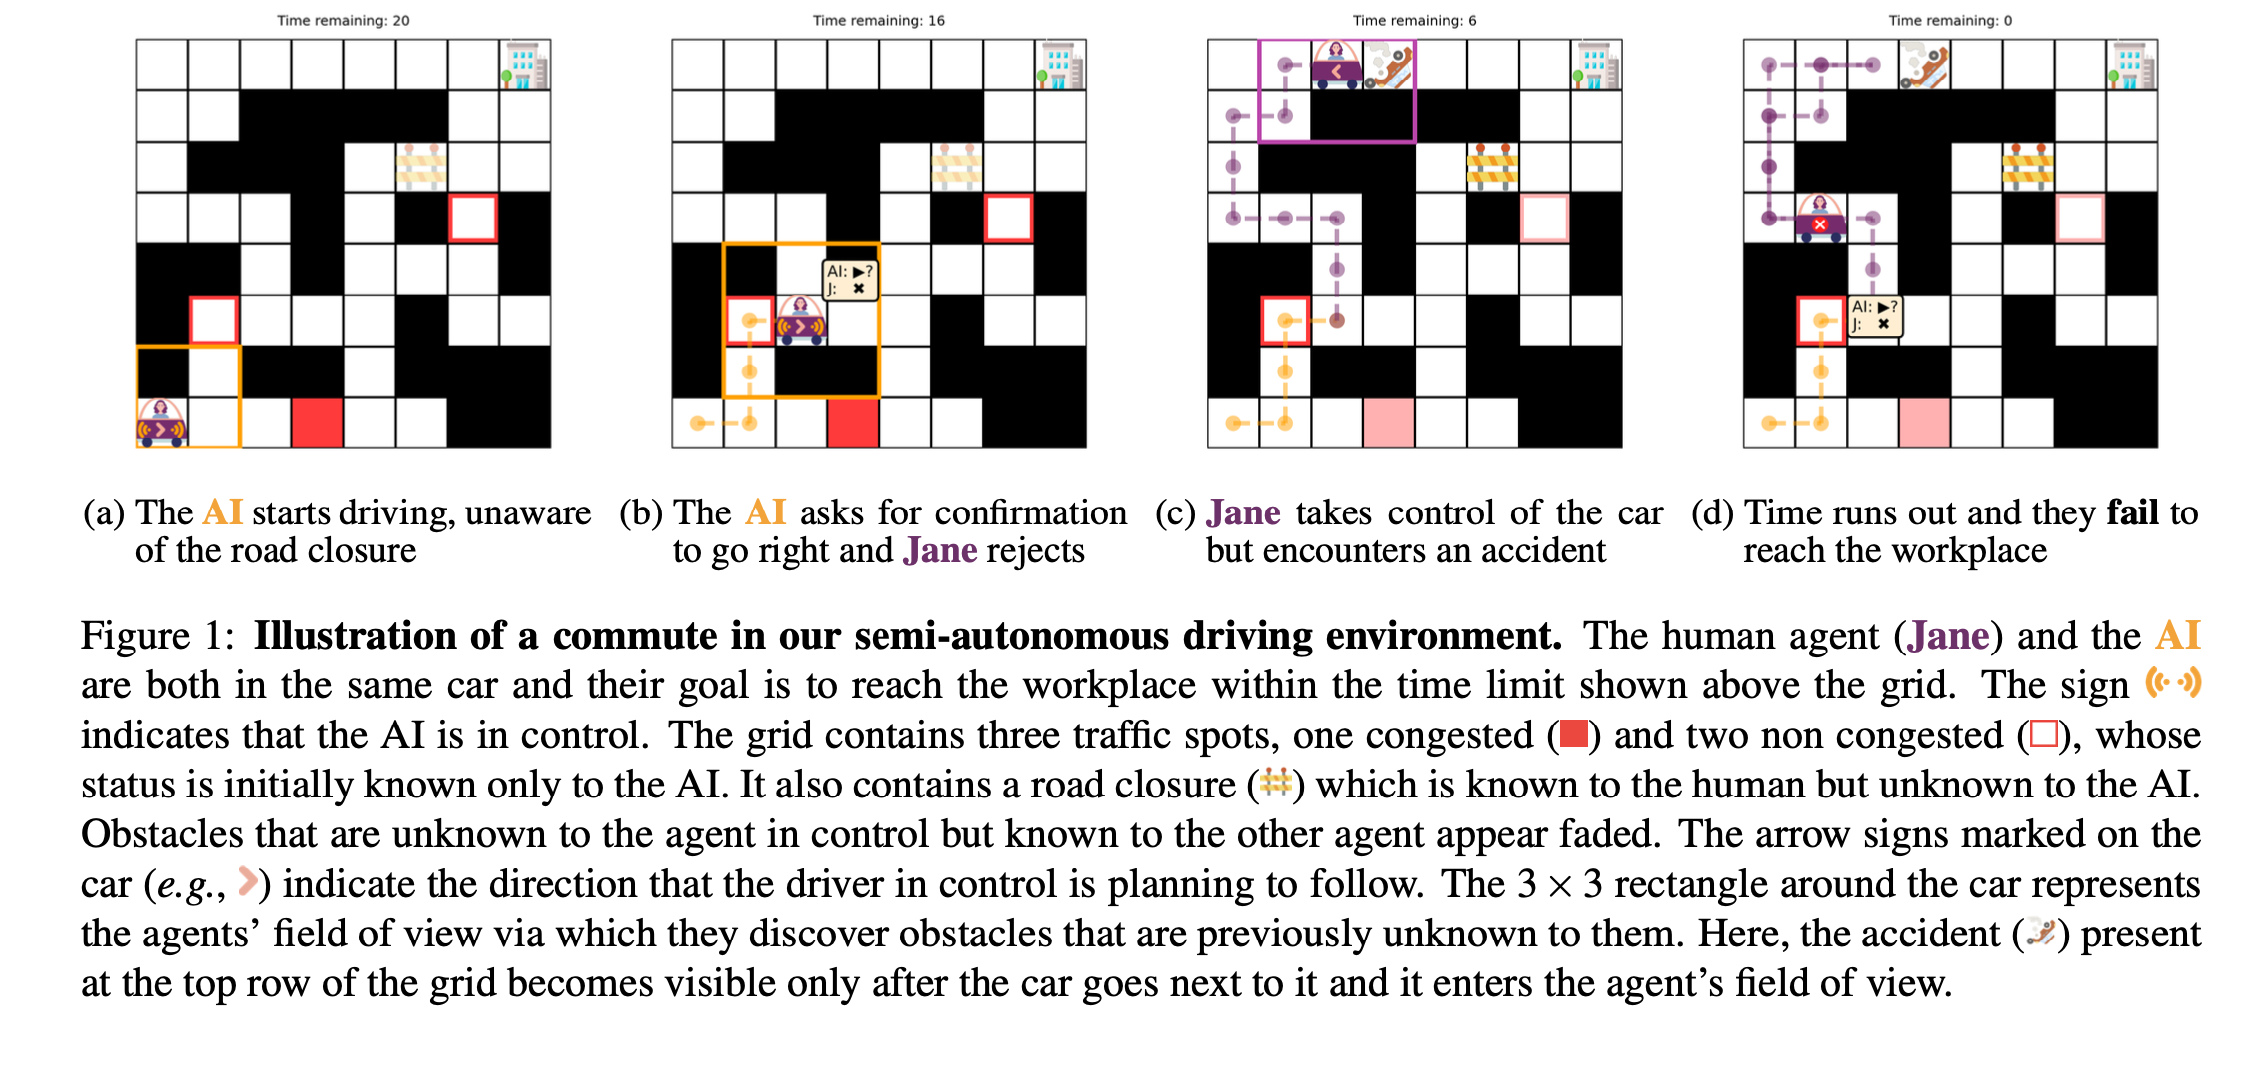 Time remaining: 20
Time remaining: 16
Time remaining: 6
Time remaining: 0
AI: ▶?
J: ✖
AI: ▶?
J: ✖
(a) The AI starts driving, unaware
of the road closure
(b) The AI asks for confirmation
to go right and Jane rejects
(c) Jane takes control of the car
but encounters an accident
(d) Time runs out and they fail to
reach the workplace
Figure 1: Illustration of a commute in our semi-autonomous driving environment. The human agent (Jane) and the AI
are both in the same car and their goal is to reach the workplace within the time limit shown above the grid. The sign
indicates that the AI is in control. The grid contains three traffic spots, one congested ( ) and two non congested ( ), whose
status is initially known only to the AI. It also contains a road closure ( ) which is known to the human but unknown to the AI.
Obstacles that are unknown to the agent in control but known to the other agent appear faded. The arrow signs marked on the
car (e.g., ) indicate the direction that the driver in control is planning to follow. The 3 × 3 rectangle around the car represents
the agents’ field of view via which they discover obstacles that are previously unknown to them. Here, the accident ( ) present
at the top row of the grid becomes visible only after the car goes next to it and it enters the agent’s field of view.